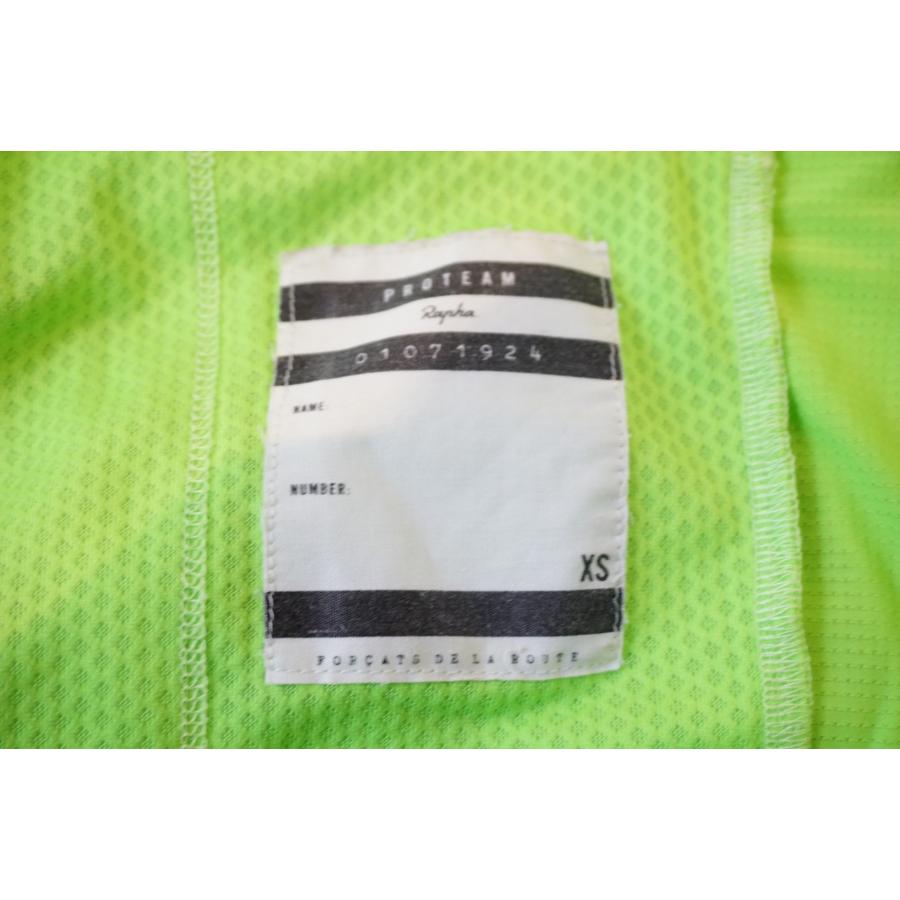 PROTEAM
Rapha
01071924
NAME:
NUMBER:
XS
FORÇATS DE LA ROUTE